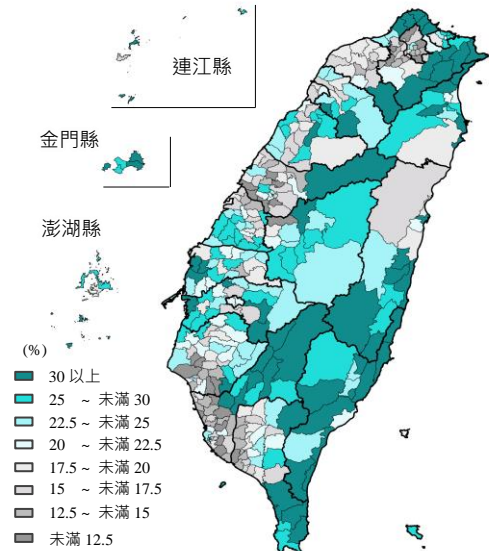 連江縣
金門縣
澎湖縣
(%)
30 以上
25 ~ 未滿 30
22.5 ~ 未滿 25
20 ~ 未滿 22.5
17.5 ~ 未滿 20
15 ~ 未滿 17.5
12.5 ~ 未滿 15
未滿 12.5